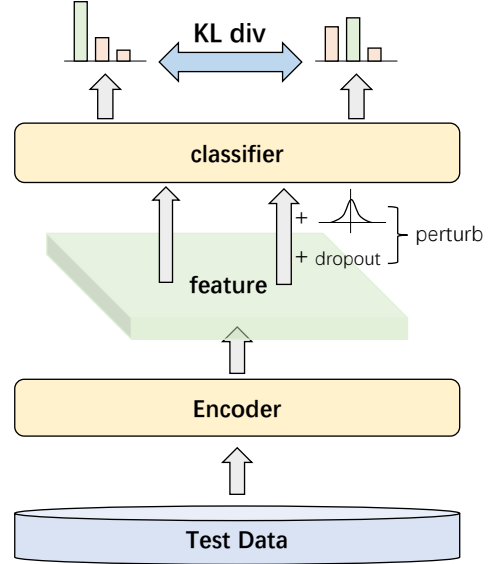 KL div
classifier
+
+ dropout
perturb
feature
Encoder
Test Data